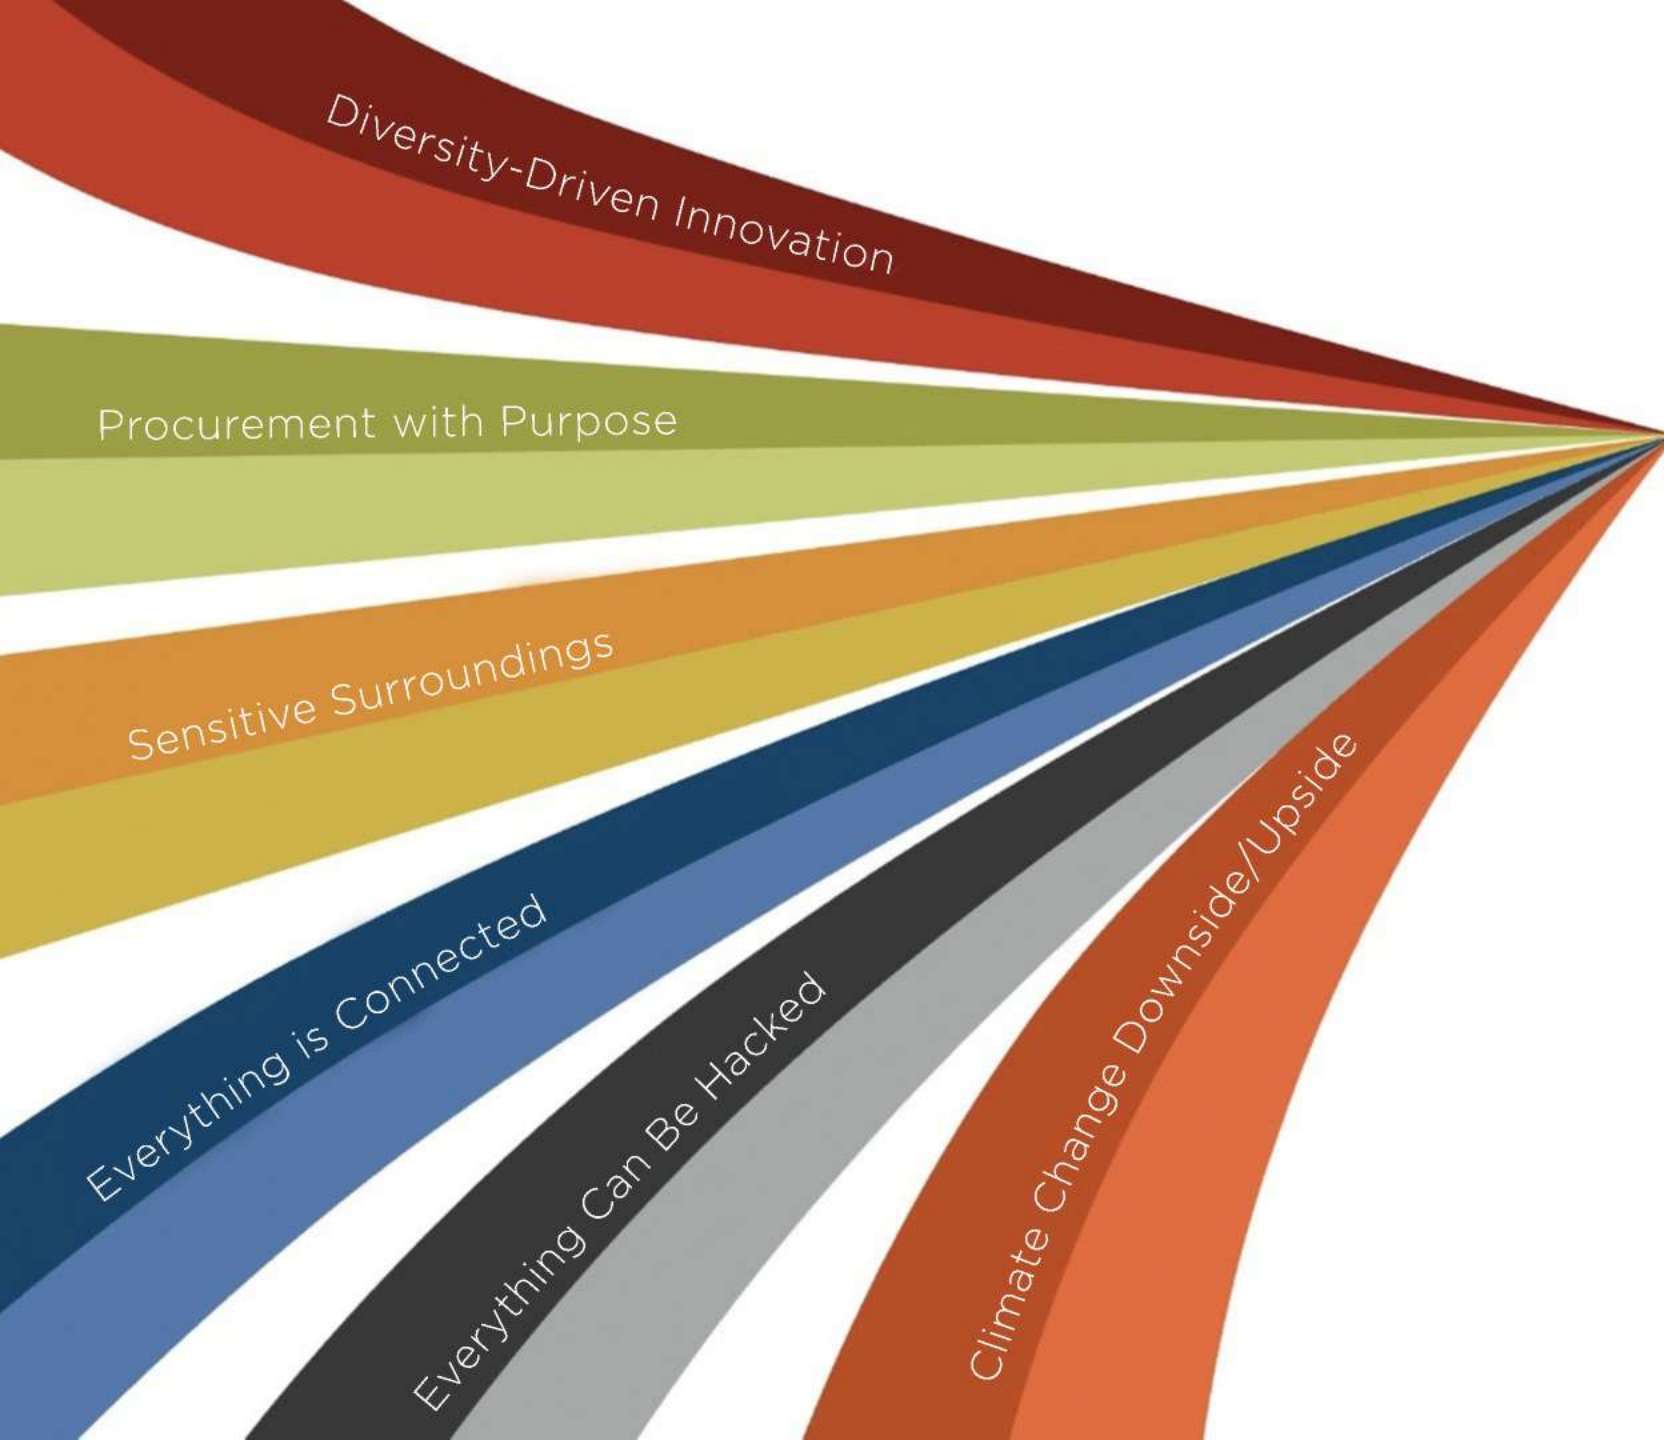 Diversity-Driven Innovation
Procurement with Purpose
Sensitive Surroundings
Everything is Connected
Everything Can Be Hacked
Climate Change Downside/Upside